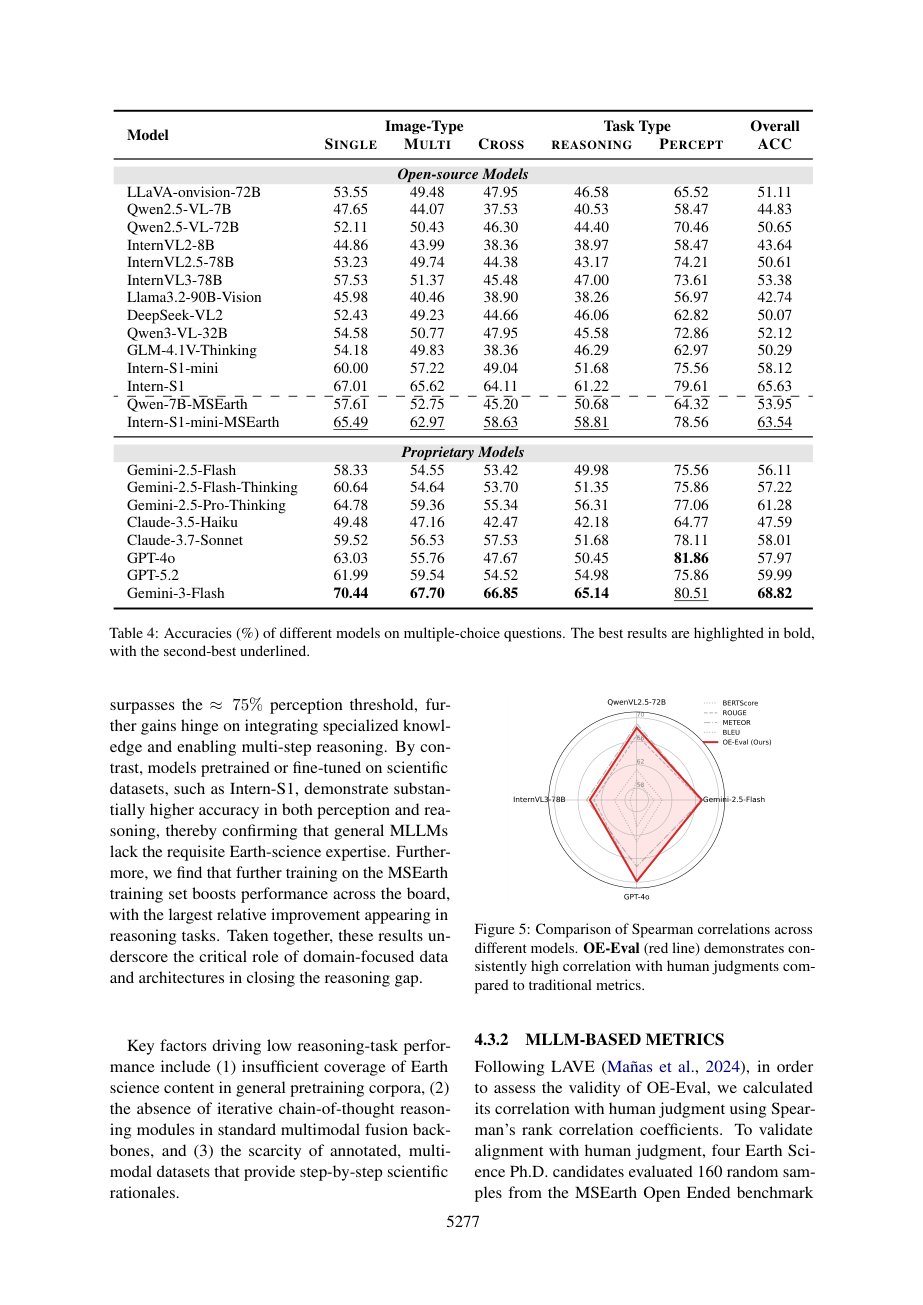 Model Image-Type Task Type Overall
SINGLE MULTI CROSS REASONING PERCEPT ACC
Open-source Models
LLaVA-onvision-72B 53.55 49.48 47.95 46.58 65.52 51.11
Qwen2.5-VL-7B 47.65 44.07 37.53 40.53 58.47 44.83
Qwen2.5-VL-72B 52.11 50.43 46.30 44.40 70.46 50.65
InternVL2-8B 44.86 43.99 38.36 38.97 58.47 43.64
InternVL2.5-78B 53.23 49.74 44.38 43.17 74.21 50.61
InternVL3-78B 57.53 51.37 45.48 47.00 73.61 53.38
Llama3.2-90B-Vision 45.98 40.46 38.90 38.26 56.97 42.74
DeepSeek-VL2 52.43 49.23 44.66 46.06 62.82 50.07
Qwen3-VL-32B 54.58 50.77 47.95 45.58 72.86 52.12
GLM-4.1V-Thinking 54.18 49.83 38.36 46.29 62.97 50.29
Intern-S1-mini 60.00 57.22 49.04 51.68 75.56 58.12
Intern-S1 67.01 65.62 64.11 61.22 79.61 65.63
Qwen-7B-MSEarth 57.61 52.75 45.20 50.68 64.32 53.95
Intern-S1-mini-MSEarth 65.49 62.97 58.63 58.81 78.56 63.54
Proprietary Models
Gemini-2.5-Flash 58.33 54.55 53.42 49.98 75.56 56.11
Gemini-2.5-Flash-Thinking 60.64 54.64 53.70 51.35 75.86 57.22
Gemini-2.5-Pro-Thinking 64.78 59.36 55.34 56.31 77.06 61.28
Claude-3.5-Haiku 49.48 47.16 42.47 42.18 64.77 47.59
Claude-3.7-Sonnet 59.52 56.53 57.53 51.68 78.11 58.01
GPT-4o 63.03 55.76 47.67 50.45 81.86 57.97
GPT-5.2 61.99 59.54 54.52 54.98 75.86 59.99
Gemini-3-Flash 70.44 67.70 66.85 65.14 80.51 68.82
Table 4: Accuracies (%) of different models on multiple-choice questions. The best results are highlighted in bold,
with the second-best underlined.
surpasses the ≈ 75% perception threshold, fur-
ther gains hinge on integrating specialized knowl-
edge and enabling multi-step reasoning. By con-
trast, models pretrained or fine-tuned on scientific
datasets, such as Intern-S1, demonstrate substan-
tially higher accuracy in both perception and rea-
soning, thereby confirming that general MLLMs
lack the requisite Earth-science expertise. Further-
more, we find that further training on the MSEarth
training set boosts performance across the board,
with the largest relative improvement appearing in
reasoning tasks. Taken together, these results un-
derscore the critical role of domain-focused data
and architectures in closing the reasoning gap.
Key factors driving low reasoning-task perfor-
mance include (1) insufficient coverage of Earth
science content in general pretraining corpora, (2)
the absence of iterative chain-of-thought reason-
ing modules in standard multimodal fusion back-
bones, and (3) the scarcity of annotated, multi-
modal datasets that provide step-by-step scientific
rationales.
QwenVL2.5-72B
BERTScore
ROUGE
METEOR
BLEU
OE-Eval (Ours)
70
62
InternVL3-78B
Gemini-2.5-Flash
GPT-4o
Figure 5: Comparison of Spearman correlations across
different models. OE-Eval (red line) demonstrates con-
sistently high correlation with human judgments com-
pared to traditional metrics.
4.3.2 MLLM-BASED METRICS
Following LAVE (Mañas et al., 2024), in order
to assess the validity of OE-Eval, we calculated
its correlation with human judgment using Spear-
man's rank correlation coefficients. To validate
alignment with human judgment, four Earth Sci-
ence Ph.D. candidates evaluated 160 random sam-
ples from the MSEarth Open Ended benchmark
5277